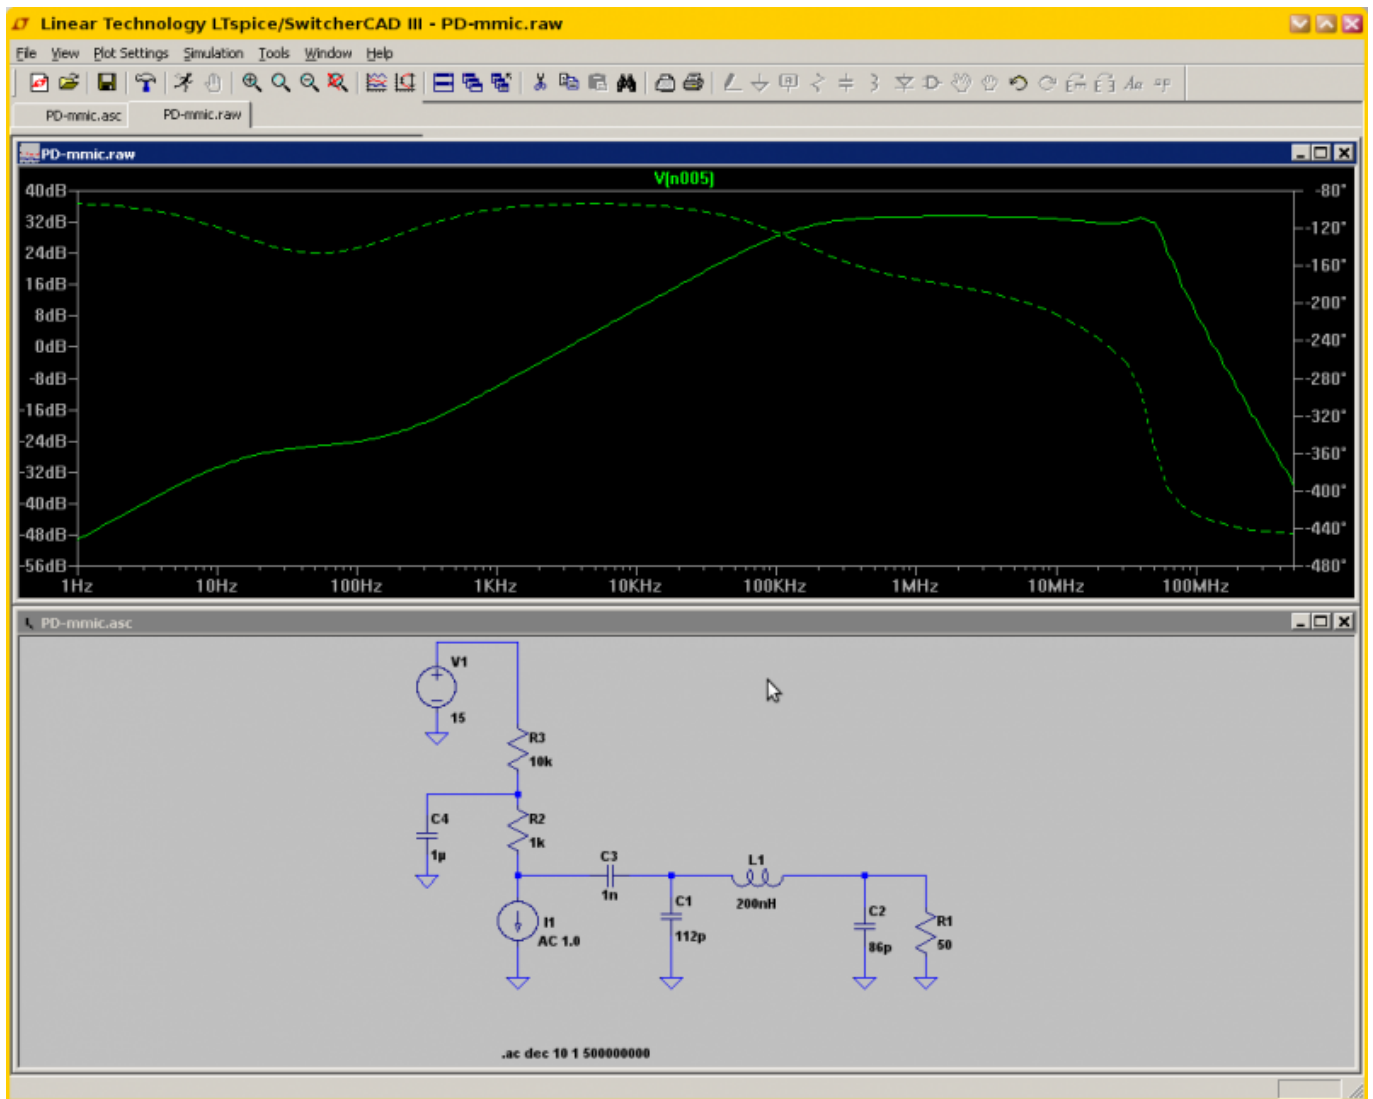 Linear Technology LTspice/SwitcherCAD III - PD-mmic.raw
File View Plot Settings Simulation Tools Window Help
PD-mmic.asc PD-mmic.raw
PD-mmic.raw
V(n005)
40dB -80°
32dB -120°
24dB -160°
16dB -200°
8dB -240°
0dB -280°
-8dB -320°
-16dB -360°
-24dB -400°
-32dB -440°
-40dB -480°
-48dB
-56dB
1Hz 10Hz 100Hz 1KHz 10KHz 100KHz 1MHz 10MHz 100MHz
PD-mmic.asc
V1
15
R3
10k
C4
1µ
R2
1k
C3
1n
L1
200nH
I1
AC 1.0
C1
112p
C2
86p
R1
50
.ac dec 10 1 500000000